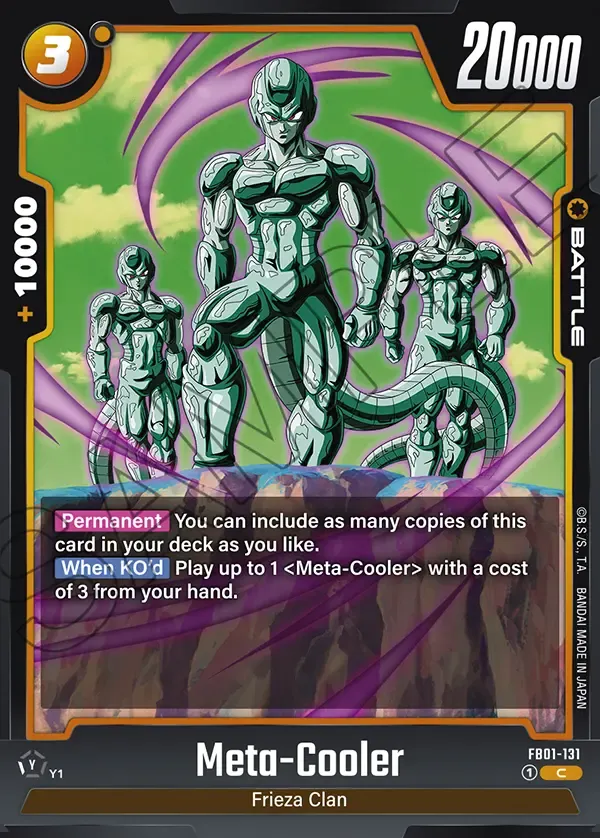 3
20000
+10000
BATTLE
SAMPLE
Permanent You can include as many copies of this
card in your deck as you like.
When KO'd Play up to 1 <Meta-Cooler> with a cost
of 3 from your hand.
©B.S./S., T.A. BANDAI MADE IN JAPAN
Y Y1
Meta-Cooler
FB01-131
1 C
Frieza Clan